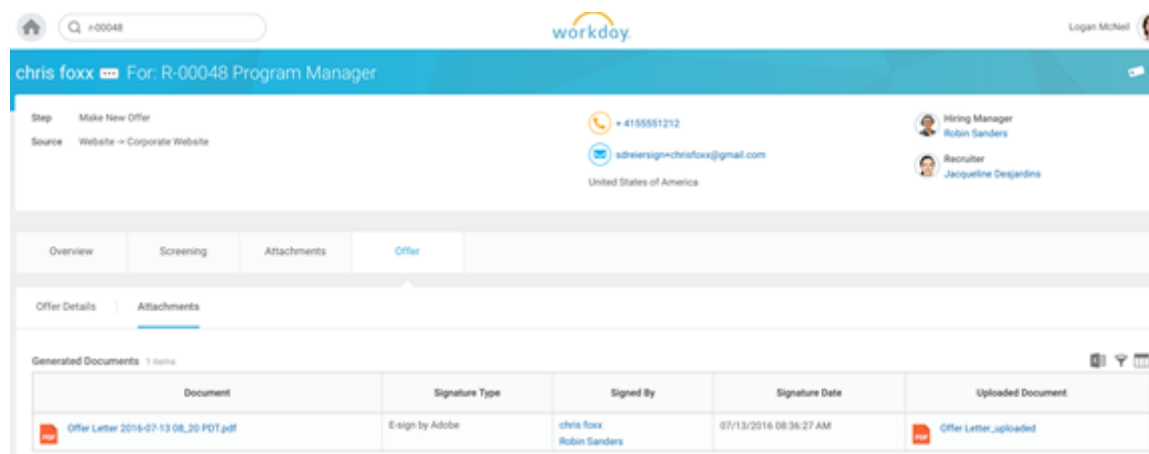 r-00048
workday.
Logan McNeil
chris foxx For: R-00048 Program Manager
Step Make New Offer
Source Website -> Corporate Website
+ 4155551212
sdreiersign+chrisfoxx@gmail.com
United States of America
Hiring Manager
Robin Sanders
Recruiter
Jacqueline Desjardins
Overview Screening Attachments Offer
Offer Details Attachments
Generated Documents 1 items
Document Signature Type Signed By Signature Date Uploaded Document
PDF Offer Letter 2016-07-13 08_20 PDT.pdf E-sign by Adobe chris foxx 07/13/2016 08:36:27 AM PDF Offer Letter_uploaded
Robin Sanders